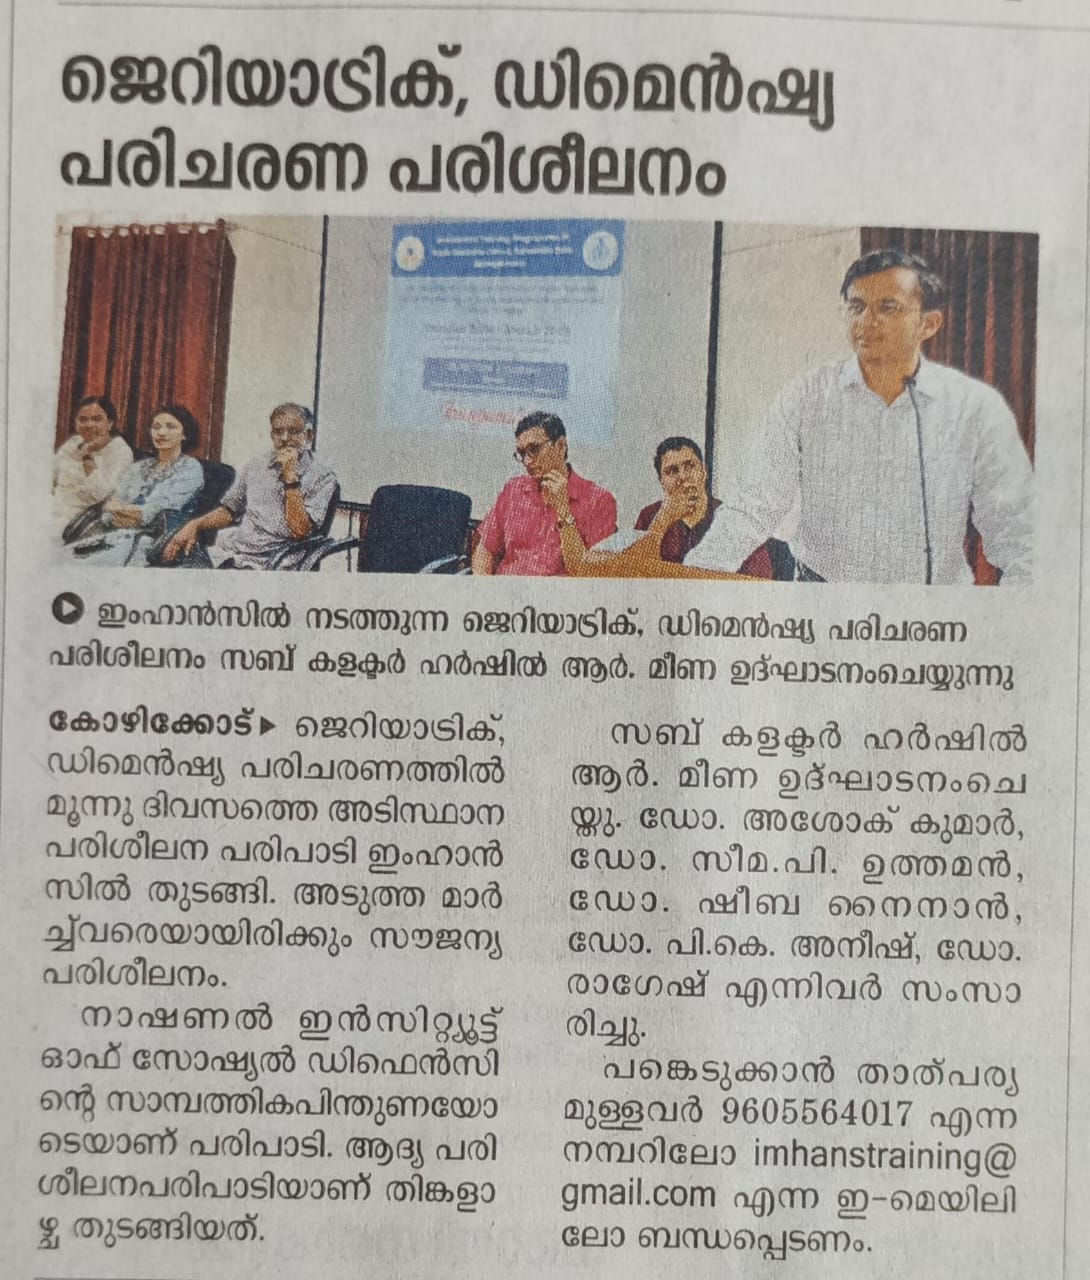 ജെറിയാട്രിക്, ഡിമെൻഷ്യ
പരിചരണ പരിശീലനം
ഇംഹാൻസിൽ നടത്തുന്ന ജെറിയാട്രിക്, ഡിമെൻഷ്യ പരിചരണ
പരിശീലനം സബ് കളക്ടർ ഹർഷിൽ ആർ. മീണ ഉദ്ഘാടനംചെയ്യുന്നു
കോഴിക്കോട്▸ ജെറിയാട്രിക്,
ഡിമെൻഷ്യ പരിചരണത്തിൽ
മൂന്നു ദിവസത്തെ അടിസ്ഥാന
പരിശീലന പരിപാടി ഇംഹാൻ
സിൽ തുടങ്ങി. അടുത്ത മാർ
ച്ച്‌വരെയായിരിക്കും സൗജന്യ
പരിശീലനം.
നാഷണൽ ഇൻസിറ്റ്യൂട്ട്
ഓഫ് സോഷ്യൽ ഡിഫെൻസി
ന്റെ സാമ്പത്തികപിന്തുണയോ
ടെയാണ് പരിപാടി. ആദ്യ പരി
ശീലനപരിപാടിയാണ് തിങ്കളാ
ഴ്ച തുടങ്ങിയത്.
സബ് കളക്ടർ ഹർഷിൽ
ആർ. മീണ ഉദ്ഘാടനംചെ
യ്തു. ഡോ. അശോക് കുമാർ,
ഡോ. സീമ.പി. ഉത്തമൻ,
ഡോ. ഷീബ നൈനാൻ,
ഡോ. പി.കെ. അനീഷ്, ഡോ.
രാഗേഷ് എന്നിവർ സംസാ
രിച്ചു.
പങ്കെടുക്കാൻ താത്പര്യ
മുള്ളവർ 9605564017 എന്ന
നമ്പറിലോ imhanstraining@
gmail.com എന്ന ഇ-മെയിലി
ലോ ബന്ധപ്പെടണം.